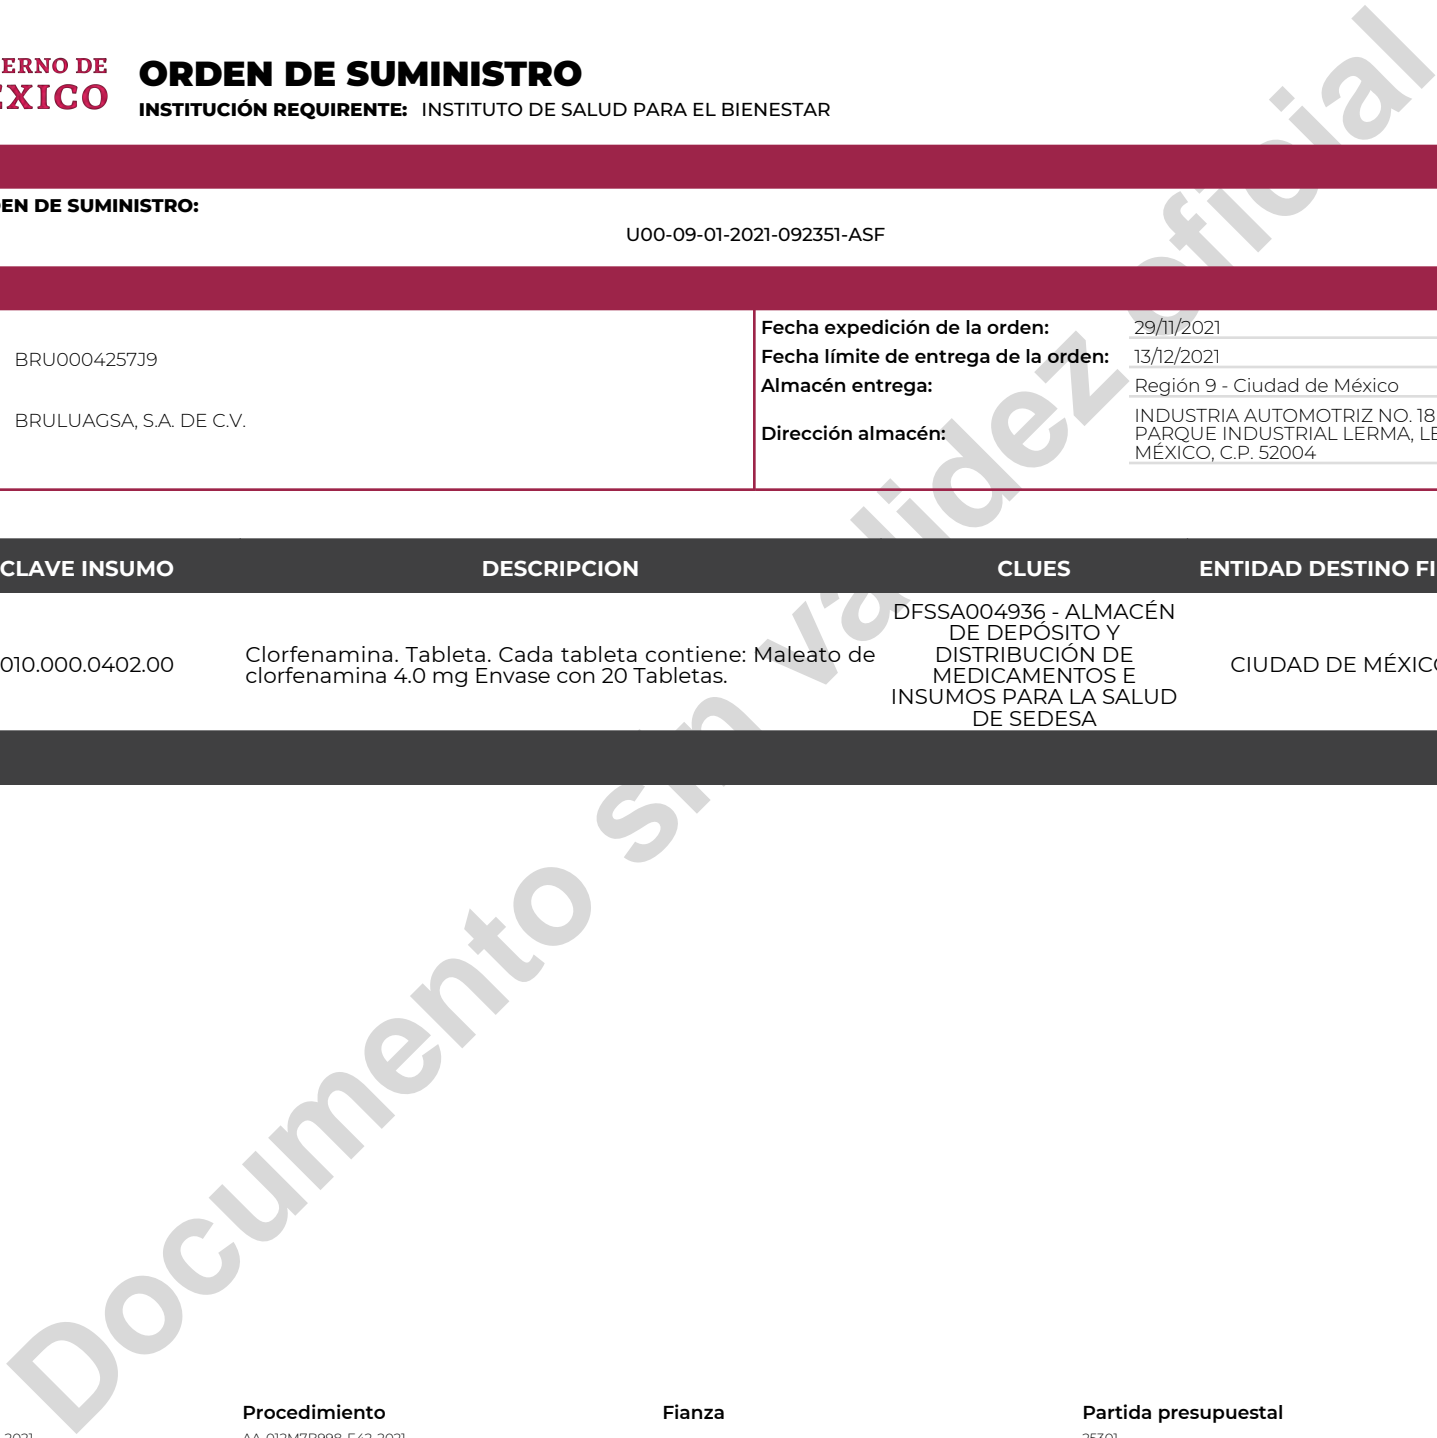 ERNO DE
ÉXICO
ORDEN DE SUMINISTRO
INSTITUCIÓN REQUIRENTE: INSTITUTO DE SALUD PARA EL BIENESTAR
EN DE SUMINISTRO:
U00-09-01-2021-092351-ASF
BRU0004257J9
BRULUAGSA, S.A. DE C.V.
Fecha expedición de la orden: 29/11/2021
Fecha límite de entrega de la orden: 13/12/2021
Almacén entrega: Región 9 - Ciudad de México
Dirección almacén:
INDUSTRIA AUTOMOTRIZ NO. 18
PARQUE INDUSTRIAL LERMA, LE
MÉXICO, C.P. 52004
CLAVE INSUMO DESCRIPCION CLUES ENTIDAD DESTINO FI
010.000.0402.00
Clorfenamina. Tableta. Cada tableta contiene: Maleato de
clorfenamina 4.0 mg Envase con 20 Tabletas.
DFSSA004936 - ALMACÉN
DE DEPÓSITO Y
DISTRIBUCIÓN DE
MEDICAMENTOS E
INSUMOS PARA LA SALUD
DE SEDESA
CIUDAD DE MÉXICO
Documento sin validez oficial
Procedimiento Fianza Partida presupuestal